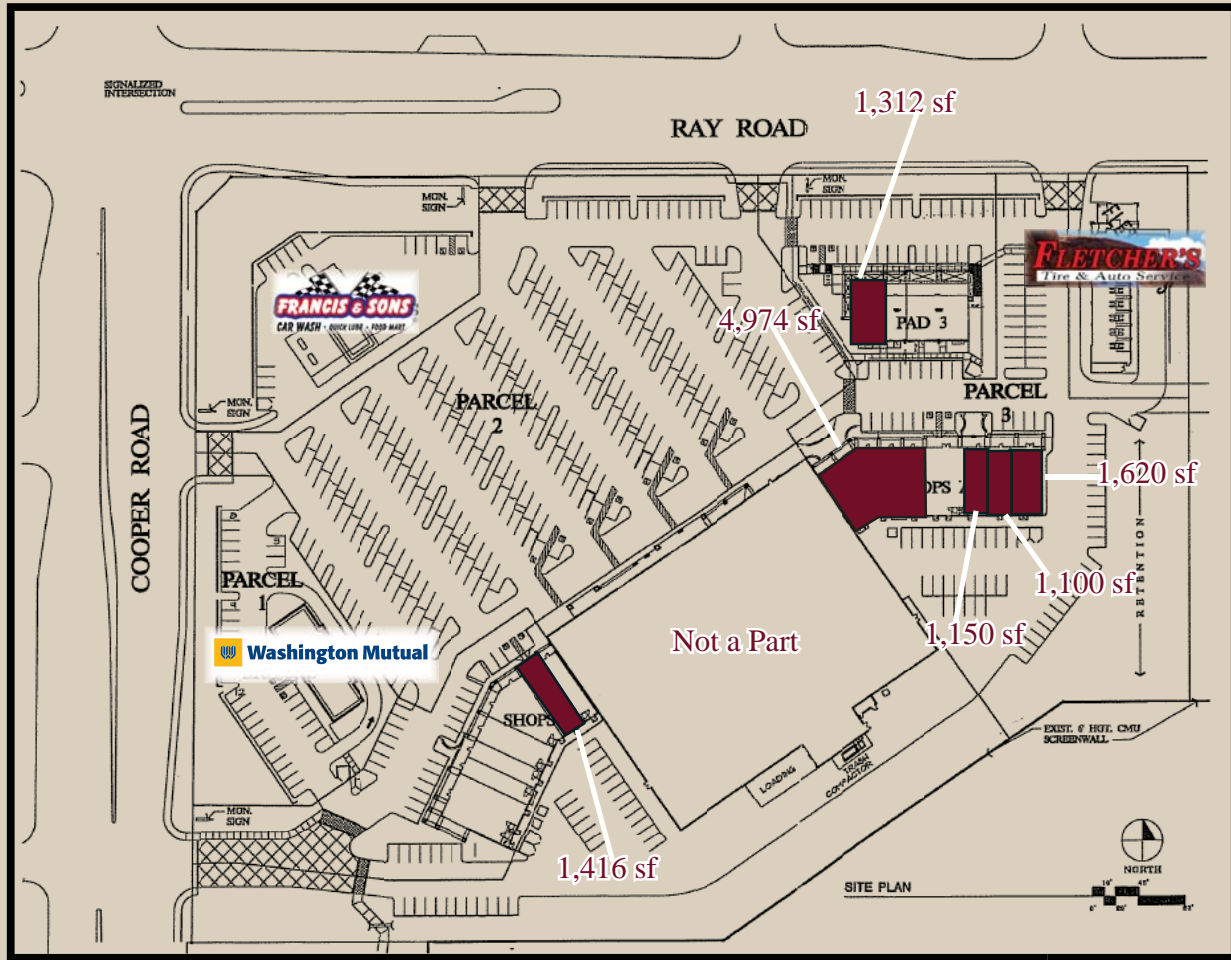 SIGNALIZED
INTERSECTION
1,312 sf
RAY ROAD
MON.
SIGN
MON.
SIGN
FLETCHER'S
Tire & Auto Service
FRANCIS & SONS
CAR WASH • QUICK LUBE • FOOD MART
4,974 sf
PAD 3
PARCEL
3
PARCEL
2
MON.
SIGN
COOPER ROAD
1,620 sf
OPS
RETENTION
PARCEL
1
1,100 sf
1,150 sf
Not a Part
Washington Mutual
SHOPS
EXIST. 6' HGT. CMU
SCREENWALL
LOADING
TRASH
COMPACTOR
MON.
SIGN
1,416 sf
NORTH
SITE PLAN